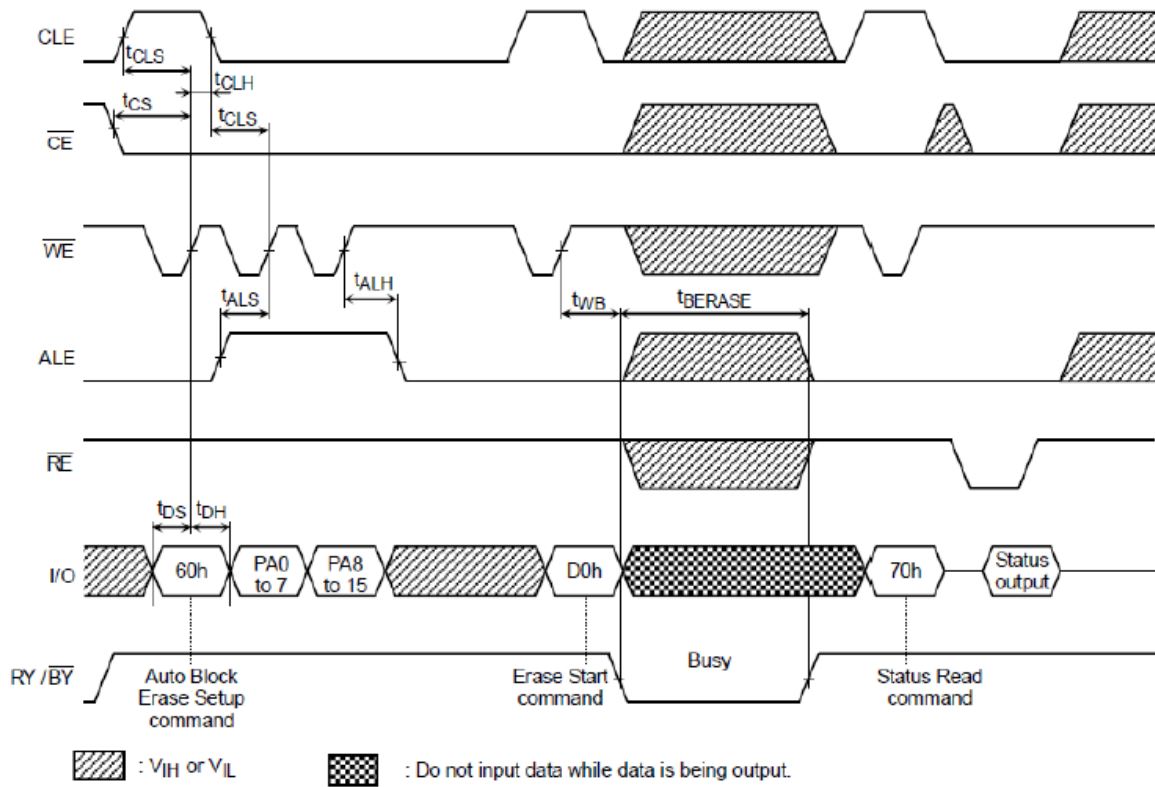 CLE
tCLS
tCLH
tCS
tCLS
CE
WE
tALS
tALH
tWB
tBERASE
ALE
RE
tDS
tDH
I/O
60h
PA0
to 7
PA8
to 15
D0h
70h
Status
output
RY /BY
Busy
Auto Block
Erase Setup
command
Erase Start
command
Status Read
command
: VIH or VIL
: Do not input data while data is being output.